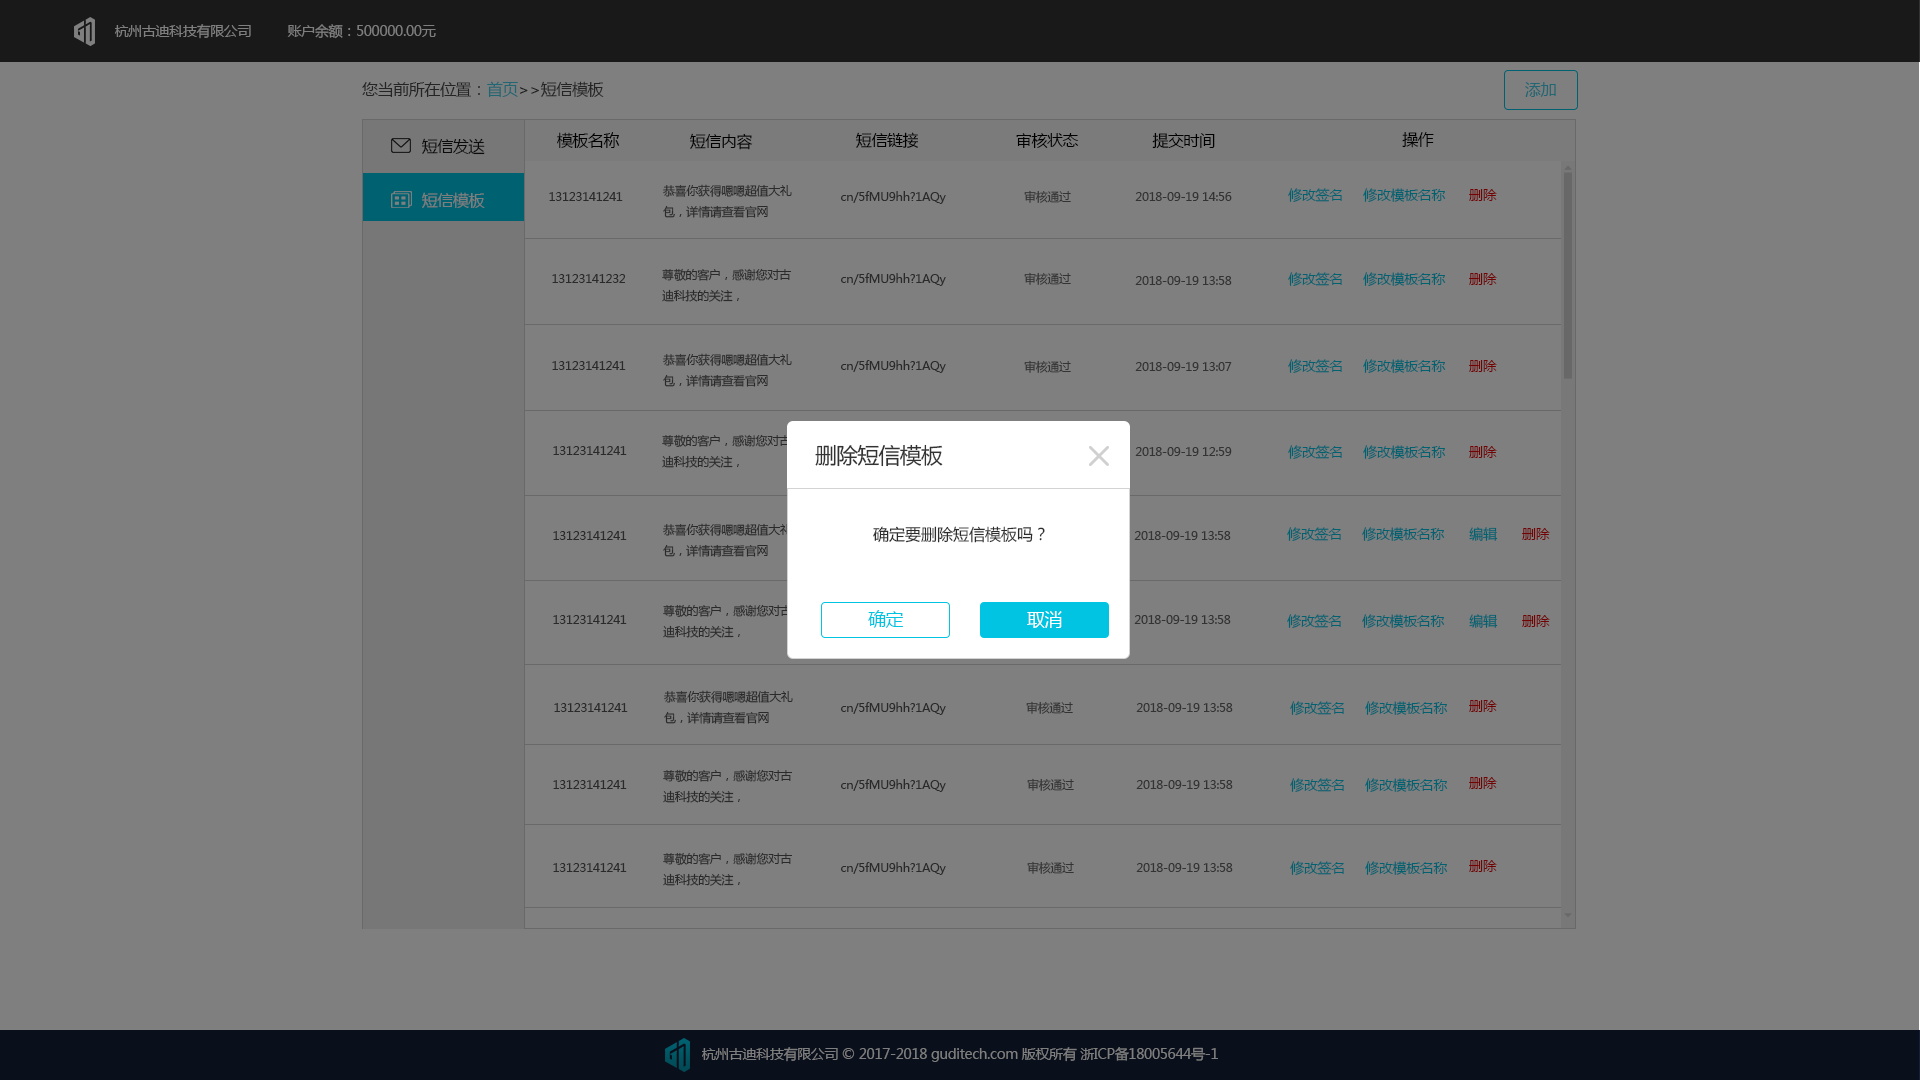 杭州古迪科技有限公司 账户余额：500000.00元
您当前所在位置：首页>>短信模板 添加
短信发送
短信模板
模板名称 短信内容 短信链接 审核状态 提交时间 操作
13123141241 恭喜你获得嗯嗯超值大礼包，详情请查看官网 cn/5fMU9hh?1AQy 审核通过 2018-09-19 14:56 修改签名 修改模板名称 删除
13123141232 尊敬的客户，感谢您对古迪科技的关注， cn/5fMU9hh?1AQy 审核通过 2018-09-19 13:58 修改签名 修改模板名称 删除
13123141241 恭喜你获得嗯嗯超值大礼包，详情请查看官网 cn/5fMU9hh?1AQy 审核通过 2018-09-19 13:07 修改签名 修改模板名称 删除
13123141241 尊敬的客户，感谢您对古迪科技的关注， 2018-09-19 12:59 修改签名 修改模板名称 删除
13123141241 恭喜你获得嗯嗯超值大礼包，详情请查看官网 2018-09-19 13:58 修改签名 修改模板名称 编辑 删除
13123141241 尊敬的客户，感谢您对古迪科技的关注， 2018-09-19 13:58 修改签名 修改模板名称 编辑 删除
13123141241 恭喜你获得嗯嗯超值大礼包，详情请查看官网 cn/5fMU9hh?1AQy 审核通过 2018-09-19 13:58 修改签名 修改模板名称 删除
13123141241 尊敬的客户，感谢您对古迪科技的关注， cn/5fMU9hh?1AQy 审核通过 2018-09-19 13:58 修改签名 修改模板名称 删除
13123141241 尊敬的客户，感谢您对古迪科技的关注， cn/5fMU9hh?1AQy 审核通过 2018-09-19 13:58 修改签名 修改模板名称 删除
删除短信模板
确定要删除短信模板吗？
确定 取消
杭州古迪科技有限公司 © 2017-2018 guditech.com 版权所有 浙ICP备18005644号-1